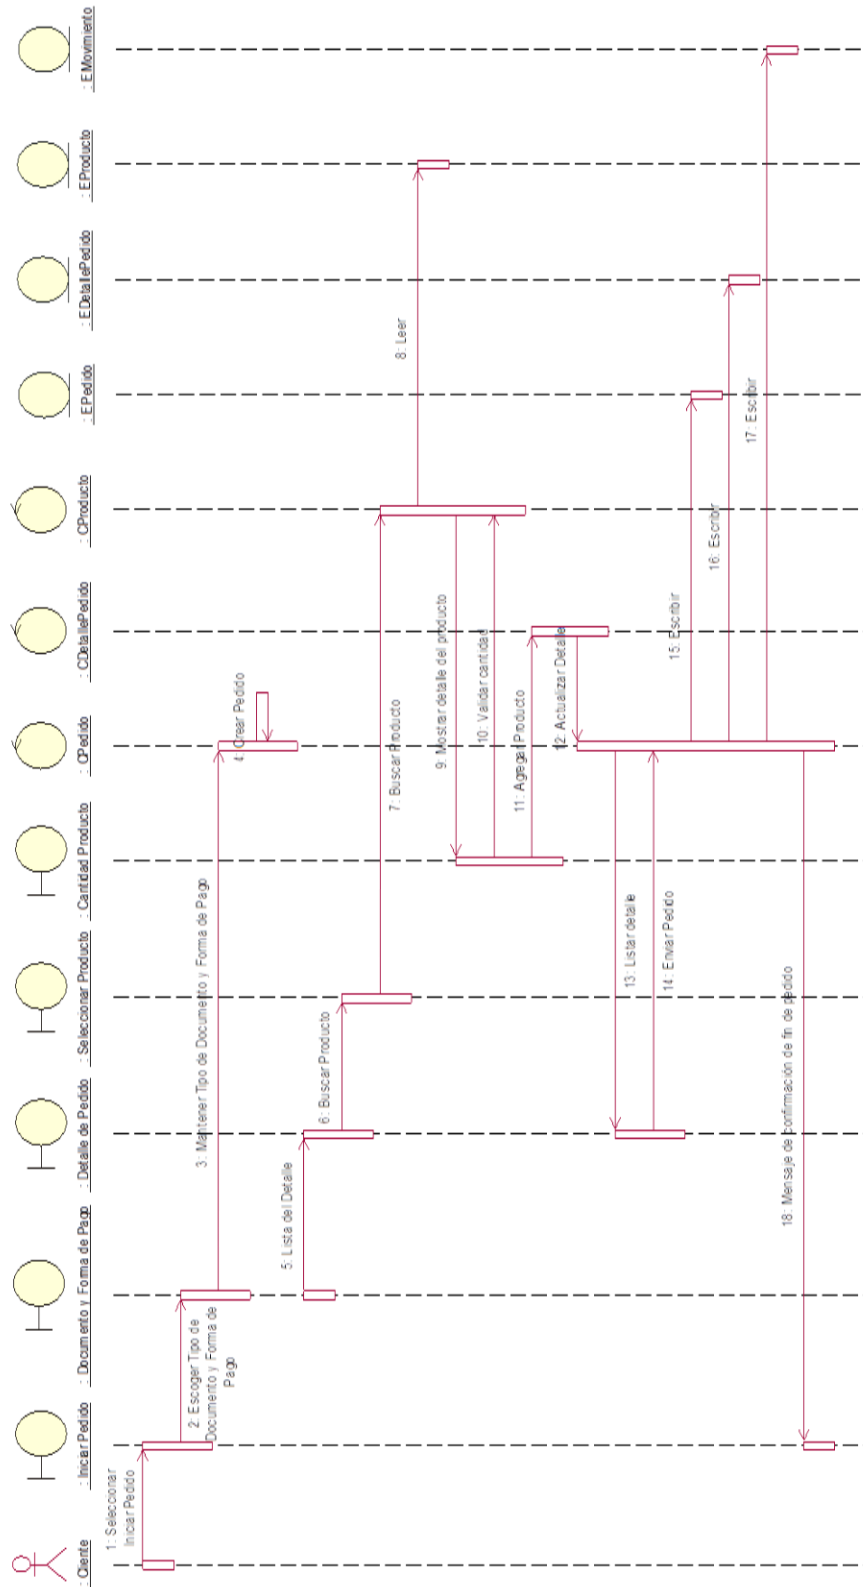 : Cliente
: Iniciar Pedido
: Documento y Forma de Pago
: Detalle de Pedido
: Seleccionar Producto
: Cantidad Producto
: CPedido
: CDetallePedido
: CProducto
: EPedido
: EDetallePedido
: EProducto
: EMovimiento
1: Seleccionar
Iniciar Pedido
2: Escoger Tipo de
Documento y Forma de
Pago
3: Mantener Tipo de Documento y Forma de Pago
4: Crear Pedido
5: Lista del Detalle
6: Buscar Producto
7: Buscar Producto
8: Leer
9: Mostrar detalle del producto
10: Validar cantidad
11: Agregar Producto
12: Actualizar Detalle
13: Listar detalle
14: Enviar Pedido
15: Escribir
16: Escribir
17: Escribir
18: Mensaje de confirmación de fin de pedido